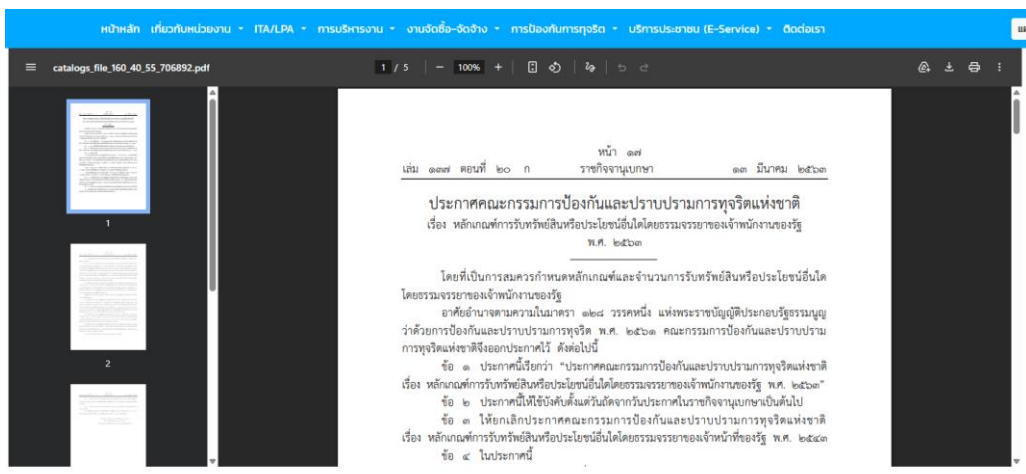 หน้าหลัก เกี่ยวกับหน่วยงาน ITA/LPA การบริหารงาน งานจัดซื้อ-จัดจ้าง การป้องกันการทุจริต บริการประชาชน (E-Service) ติดต่อเรา
catalogs_file_160_40_55_706892.pdf 1 / 5 100%
หน้า ๑๗
เล่ม ๑๓๗ ตอนที่ ๒๐ ก ราชกิจจานุเบกษา ๑๓ มีนาคม ๒๕๖๓
ประกาศคณะกรรมการป้องกันและปราบปรามการทุจริตแห่งชาติ
เรื่อง หลักเกณฑ์การรับทรัพย์สินหรือประโยชน์อื่นใดโดยธรรมจรรยาของเจ้าพนักงานของรัฐ
พ.ศ. ๒๕๖๓
โดยที่เป็นการสมควรกำหนดหลักเกณฑ์และจำนวนการรับทรัพย์สินหรือประโยชน์อื่นใด
โดยธรรมจรรยาของเจ้าพนักงานของรัฐ
อาศัยอำนาจตามความในมาตรา ๑๒๘ วรรคหนึ่ง แห่งพระราชบัญญัติประกอบรัฐธรรมนูญ
ว่าด้วยการป้องกันและปราบปรามการทุจริต พ.ศ. ๒๕๖๑ คณะกรรมการป้องกันและปราบปราม
การทุจริตแห่งชาติจึงออกประกาศไว้ ดังต่อไปนี้
ข้อ ๑ ประกาศนี้เรียกว่า “ประกาศคณะกรรมการป้องกันและปราบปรามการทุจริตแห่งชาติ
เรื่อง หลักเกณฑ์การรับทรัพย์สินหรือประโยชน์อื่นใดโดยธรรมจรรยาของเจ้าพนักงานของรัฐ พ.ศ. ๒๕๖๓”
ข้อ ๒ ประกาศนี้ให้ใช้บังคับตั้งแต่วันถัดจากวันประกาศในราชกิจจานุเบกษาเป็นต้นไป
ข้อ ๓ ให้ยกเลิกประกาศคณะกรรมการป้องกันและปราบปรามการทุจริตแห่งชาติ
เรื่อง หลักเกณฑ์การรับทรัพย์สินหรือประโยชน์อื่นใดโดยธรรมจรรยาของเจ้าหน้าที่ของรัฐ พ.ศ. ๒๕๔๓
ข้อ ๔ ในประกาศนี้
1
2